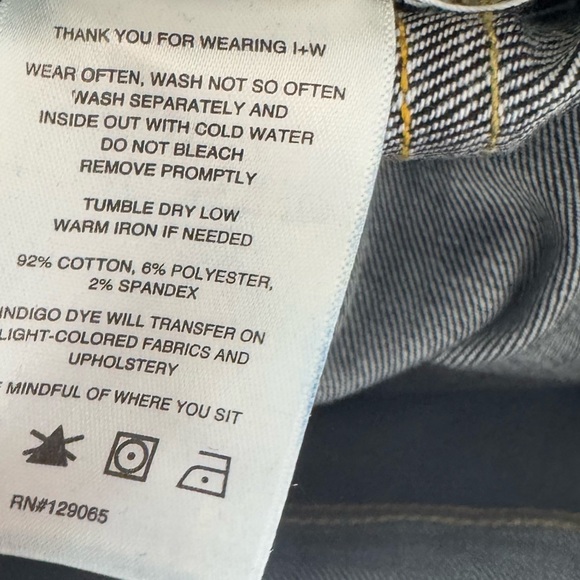 THANK YOU FOR WEARING I+W
WEAR OFTEN, WASH NOT SO OFTEN
WASH SEPARATELY AND
INSIDE OUT WITH COLD WATER
DO NOT BLEACH
REMOVE PROMPTLY
TUMBLE DRY LOW
WARM IRON IF NEEDED
92% COTTON, 6% POLYESTER,
2% SPANDEX
INDIGO DYE WILL TRANSFER ON
LIGHT-COLORED FABRICS AND
UPHOLSTERY
MINDFUL OF WHERE YOU SIT
RN#129065